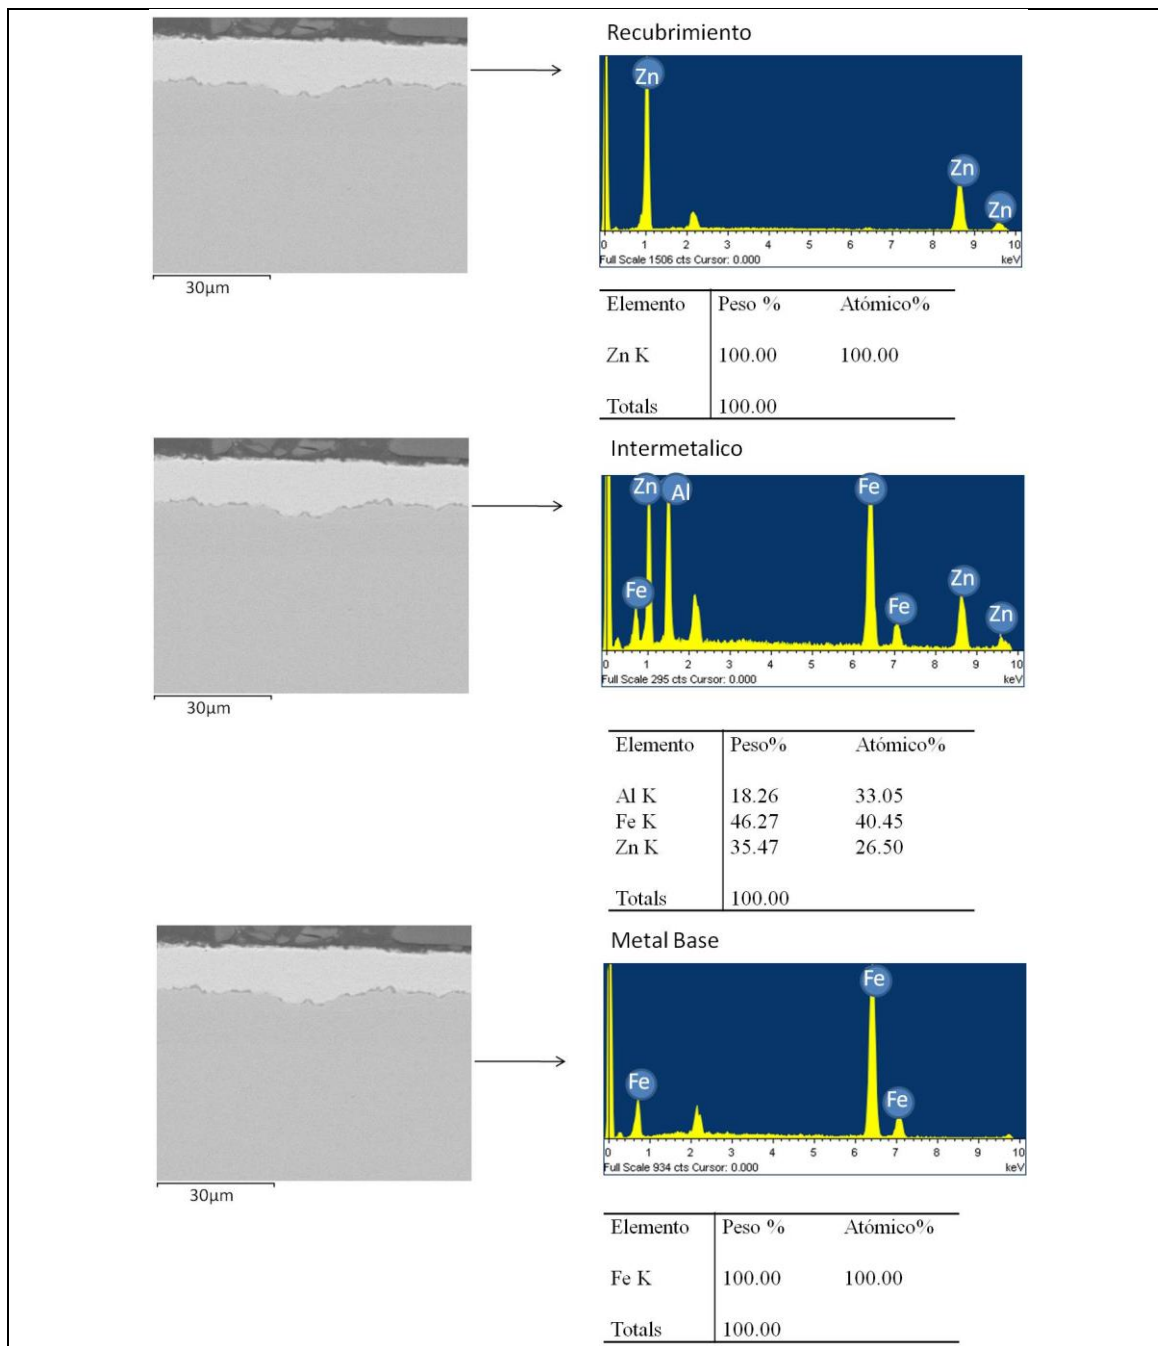 Recubrimiento
Zn
Zn
Zn
0 1 2 3 4 5 6 7 8 9 10
Full Scale 1506 cts Cursor: 0.000 keV
30µm
Elemento Peso % Atómico%
Zn K 100.00 100.00
Totals 100.00
Intermetalico
Zn Al Fe
Fe Fe Zn Zn
0 1 2 3 4 5 6 7 8 9 10
Full Scale 295 cts Cursor: 0.000 keV
30µm
Elemento Peso% Atómico%
Al K 18.26 33.05
Fe K 46.27 40.45
Zn K 35.47 26.50
Totals 100.00
Metal Base
Fe
Fe Fe
0 1 2 3 4 5 6 7 8 9 10
Full Scale 934 cts Cursor: 0.000 keV
30µm
Elemento Peso % Atómico%
Fe K 100.00 100.00
Totals 100.00